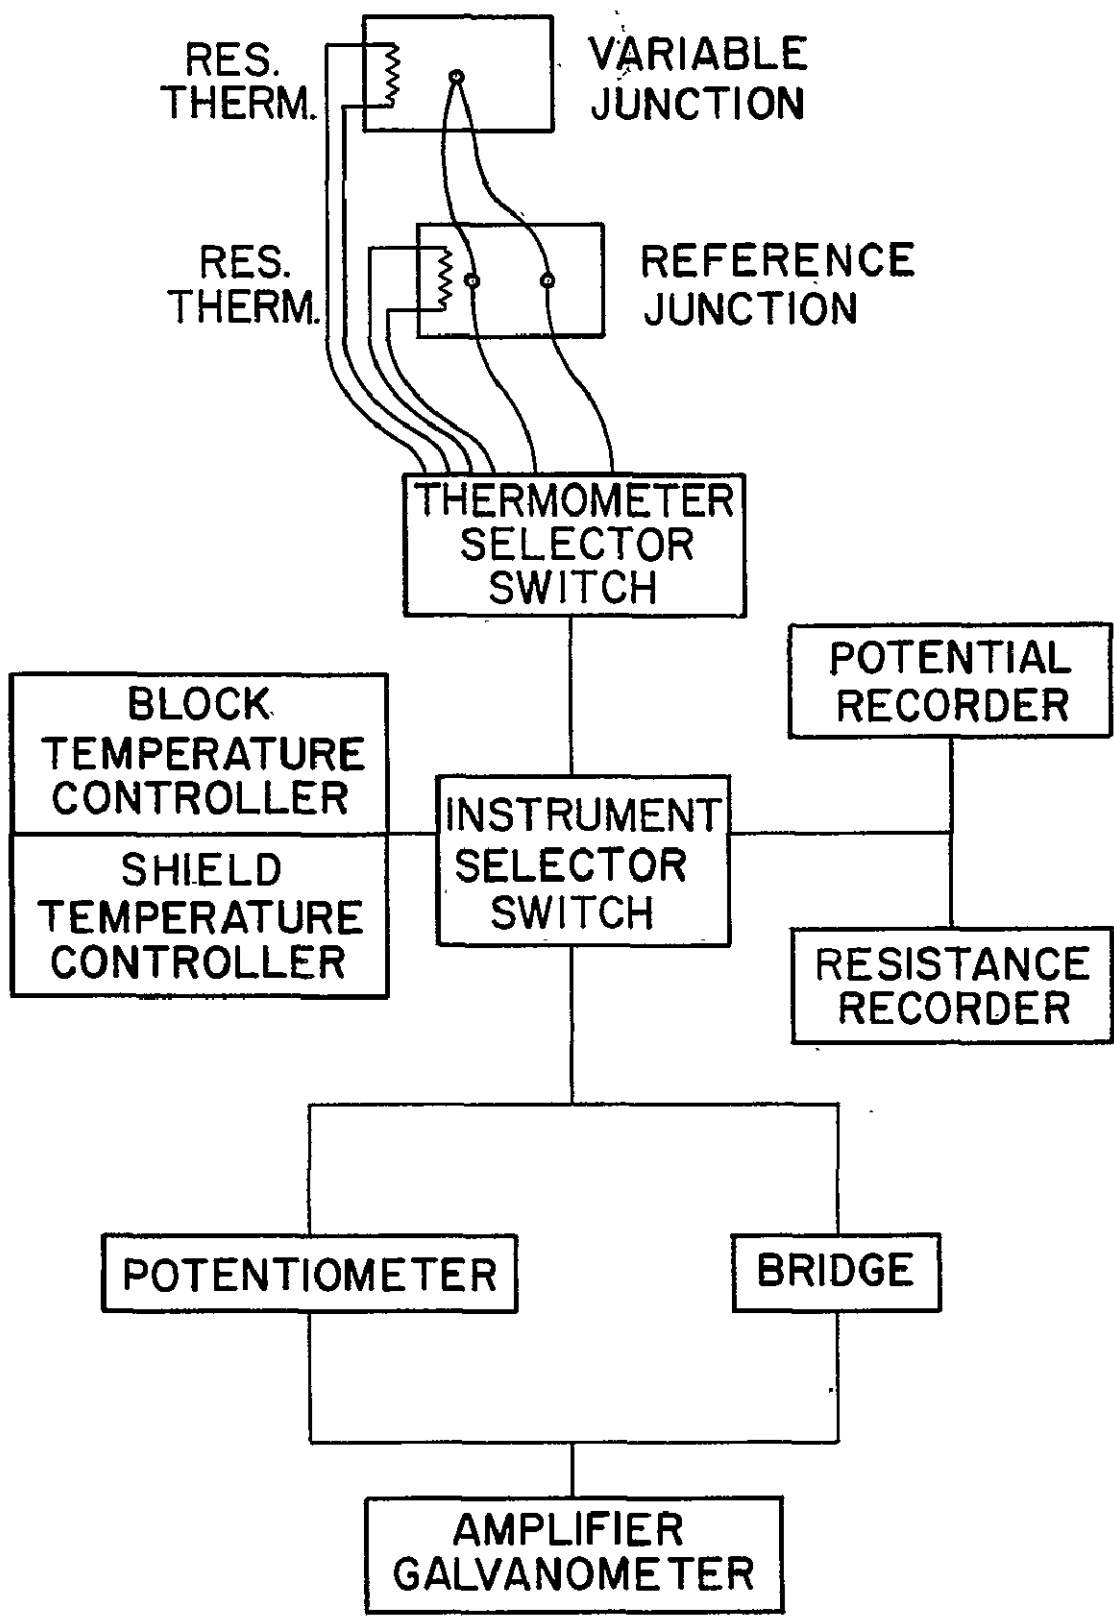 RES.
THERM.
VARIABLE
JUNCTION
RES.
THERM.
REFERENCE
JUNCTION
THERMOMETER
SELECTOR
SWITCH
POTENTIAL
RECORDER
BLOCK
TEMPERATURE
CONTROLLER
INSTRUMENT
SELECTOR
SWITCH
SHIELD
TEMPERATURE
CONTROLLER
RESISTANCE
RECORDER
POTENTIOMETER
BRIDGE
AMPLIFIER
GALVANOMETER